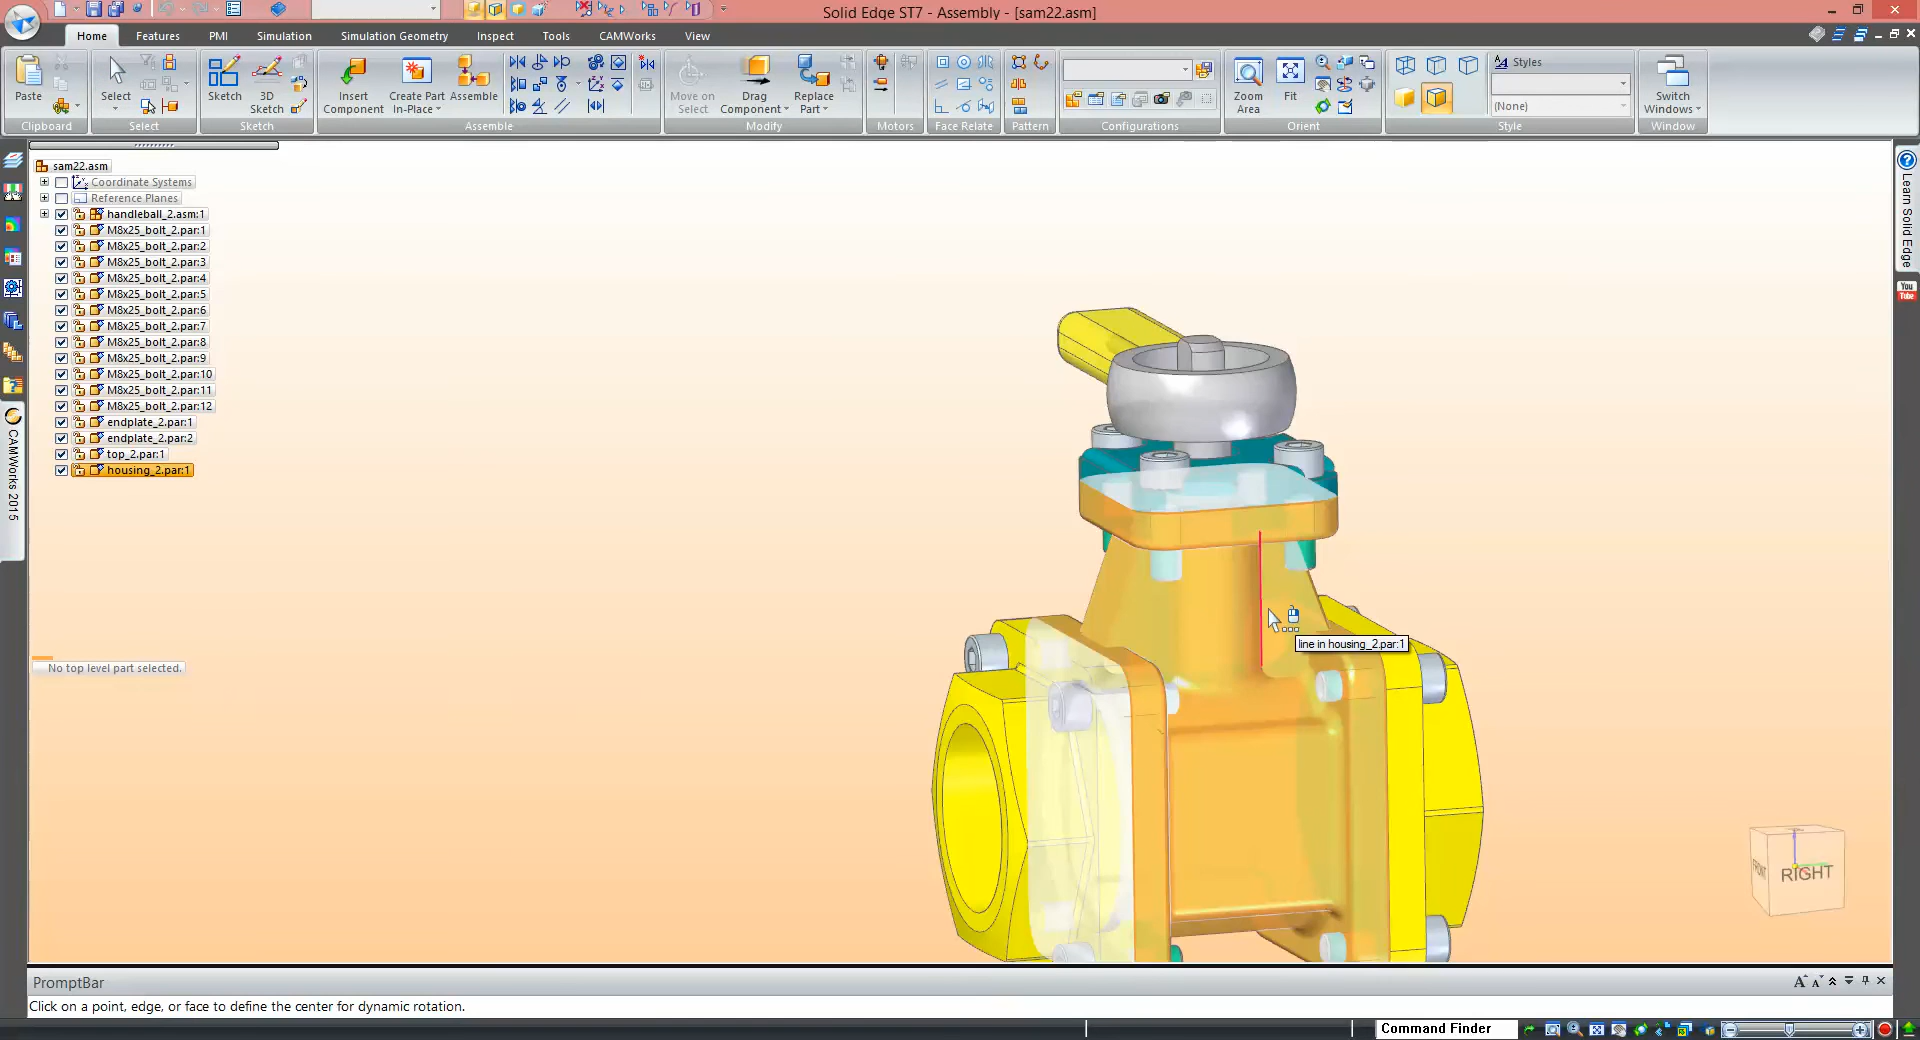 Solid Edge ST7 - Assembly - [sam22.asm]
Home Features PMI Simulation Simulation Geometry Inspect Tools CAMWorks View
Paste Select Sketch 3D Sketch Insert Component Create Part In-Place Assemble Move on Select Drag Component Replace Part Zoom Area Fit Styles (None) Switch Windows
Clipboard Select Sketch Assemble Modify Motors Face Relate Pattern Configurations Orient Style Window
sam22.asm
Coordinate Systems
Reference Planes
handleball_2.asm:1
M8x25_bolt_2.par:1
M8x25_bolt_2.par:2
M8x25_bolt_2.par:3
M8x25_bolt_2.par:4
M8x25_bolt_2.par:5
M8x25_bolt_2.par:6
M8x25_bolt_2.par:7
M8x25_bolt_2.par:8
M8x25_bolt_2.par:9
M8x25_bolt_2.par:10
M8x25_bolt_2.par:11
M8x25_bolt_2.par:12
endplate_2.par:1
endplate_2.par:2
top_2.par:1
housing_2.par:1
CAMWorks 2015
No top level part selected.
Learn Solid Edge
You Tube
line in housing_2.par:1
FRONT
RIGHT
PromptBar
Click on a point, edge, or face to define the center for dynamic rotation.
Command Finder